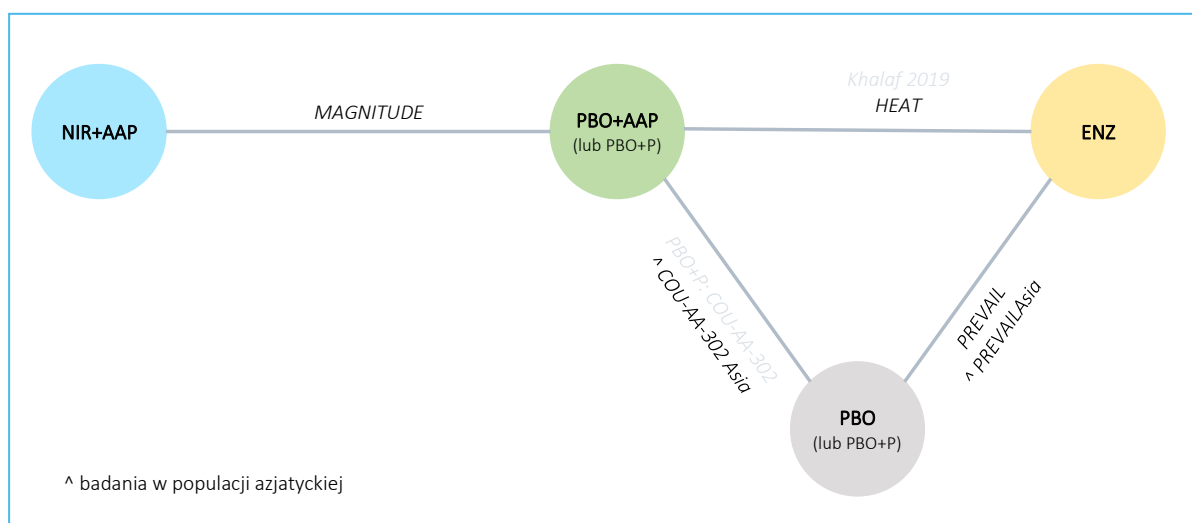 Khalaf 2019
MAGNITUDE
HEAT
NIR+AAP
PBO+AAP
(lub PBO+P)
ENZ
PBO+P: COU-AA-302
^ COU-AA-302 Asia
PREVAIL
^ PREVAILAsia
PBO
(lub PBO+P)
^ badania w populacji azjatyckiej